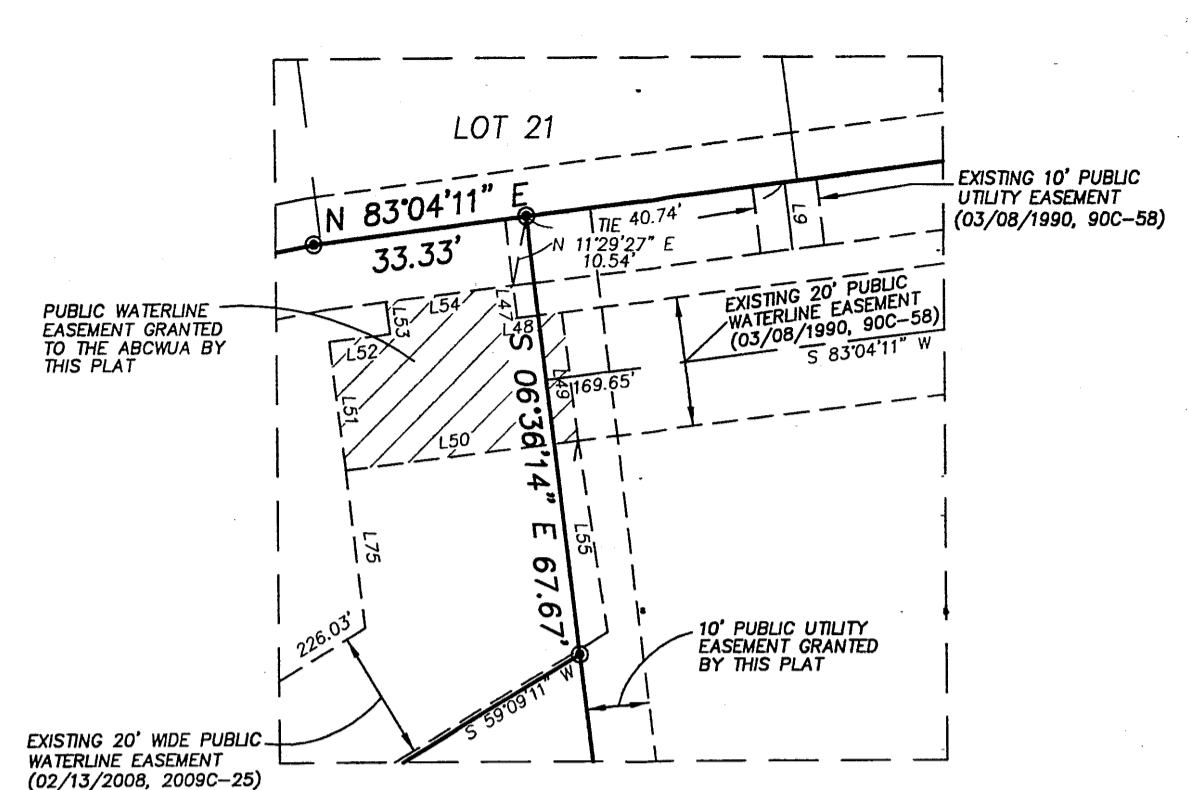 LOT 21
N 83°04'11" E
33.33'
TIE 40.74'
N 11°29'27" E
10.54'
L9
EXISTING 10' PUBLIC
UTILITY EASEMENT
(03/08/1990, 90C-58)
PUBLIC WATERLINE
EASEMENT GRANTED
TO THE ABCWUA BY
THIS PLAT
L54
L53
L52
L47
L48
EXISTING 20' PUBLIC
WATERLINE EASEMENT
(03/08/1990, 90C-58)
S 83°04'11" W
169.65'
L49
L51
L50
S 06°36'14" E 67.67'
L55
L75
226.03'
S 59°09'11" W
10' PUBLIC UTILITY
EASEMENT GRANTED
BY THIS PLAT
EXISTING 20' WIDE PUBLIC
WATERLINE EASEMENT
(02/13/2008, 2009C-25)